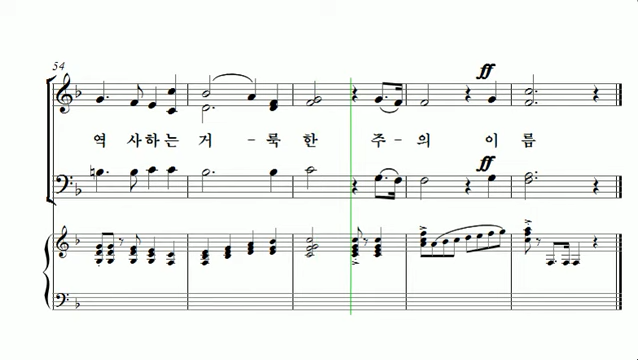 54
ff
역 사하는 거 - 룩 한 주 - 의 이 름
ff